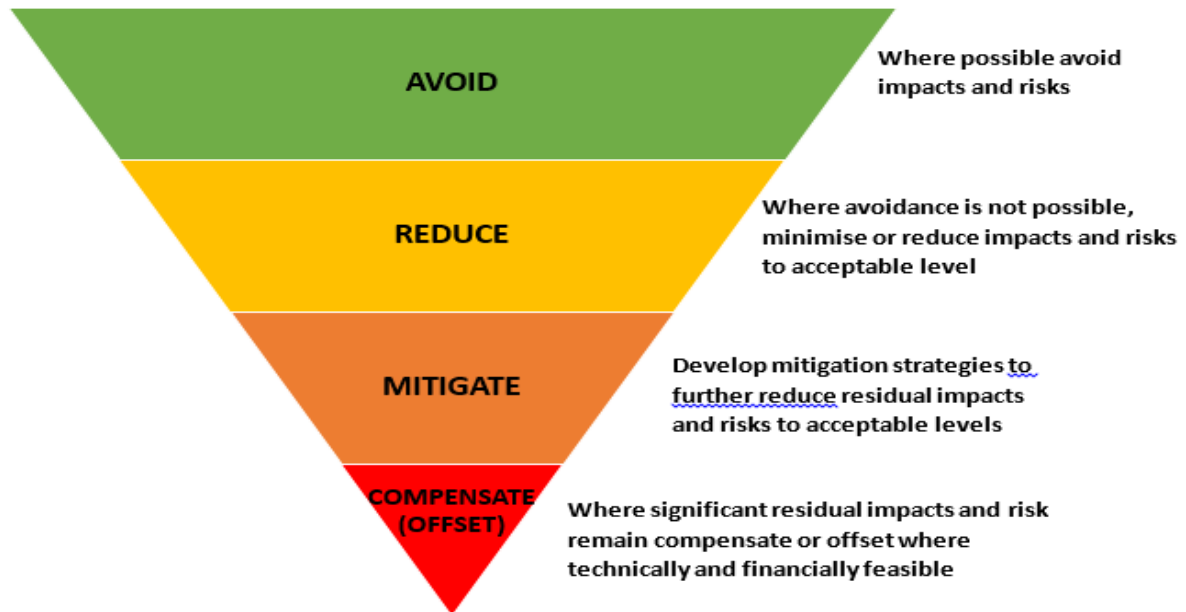 AVOID
Where possible avoid
impacts and risks
REDUCE
Where avoidance is not possible,
minimise or reduce impacts and risks
to acceptable level
MITIGATE
Develop mitigation strategies to
further reduce residual impacts
and risks to acceptable levels
COMPENSATE
(OFFSET)
Where significant residual impacts and risk
remain compensate or offset where
technically and financially feasible